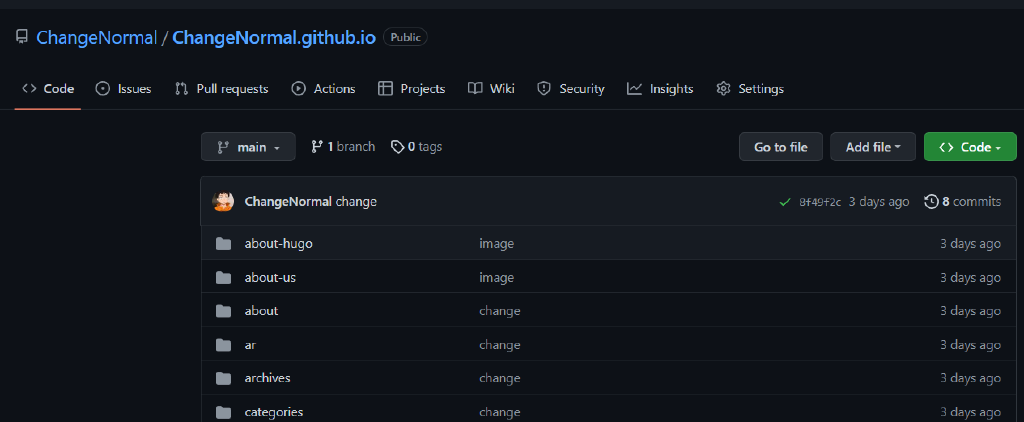 ChangeNormal / ChangeNormal.github.io Public
Code Issues Pull requests Actions Projects Wiki Security Insights Settings
main 1 branch 0 tags Go to file Add file Code
ChangeNormal change 8f49f2c 3 days ago 8 commits
about-hugo image 3 days ago
about-us image 3 days ago
about change 3 days ago
ar change 3 days ago
archives change 3 days ago
categories change 3 days ago